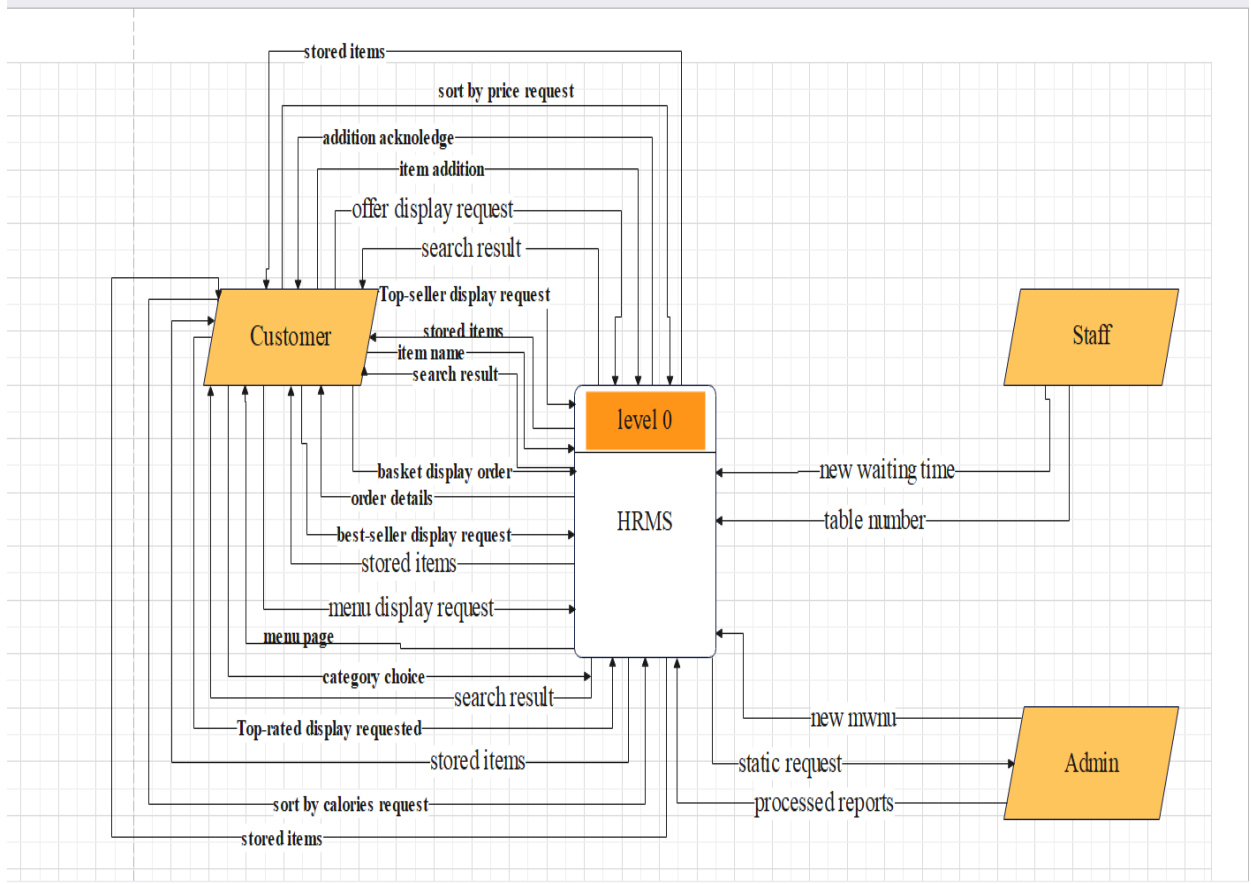 stored items
sort by price request
addition acknoledge
item addition
offer display request
search result
Top-seller display request
Customer
stored items
item name
search result
Staff
level 0
basket display order
new waiting time
order details
HRMS
table number
best-seller display request
stored items
menu display request
menu page
category choice
search result
new mwnu
Top-rated display requested
stored items
static request
Admin
sort by calories request
processed reports
stored items